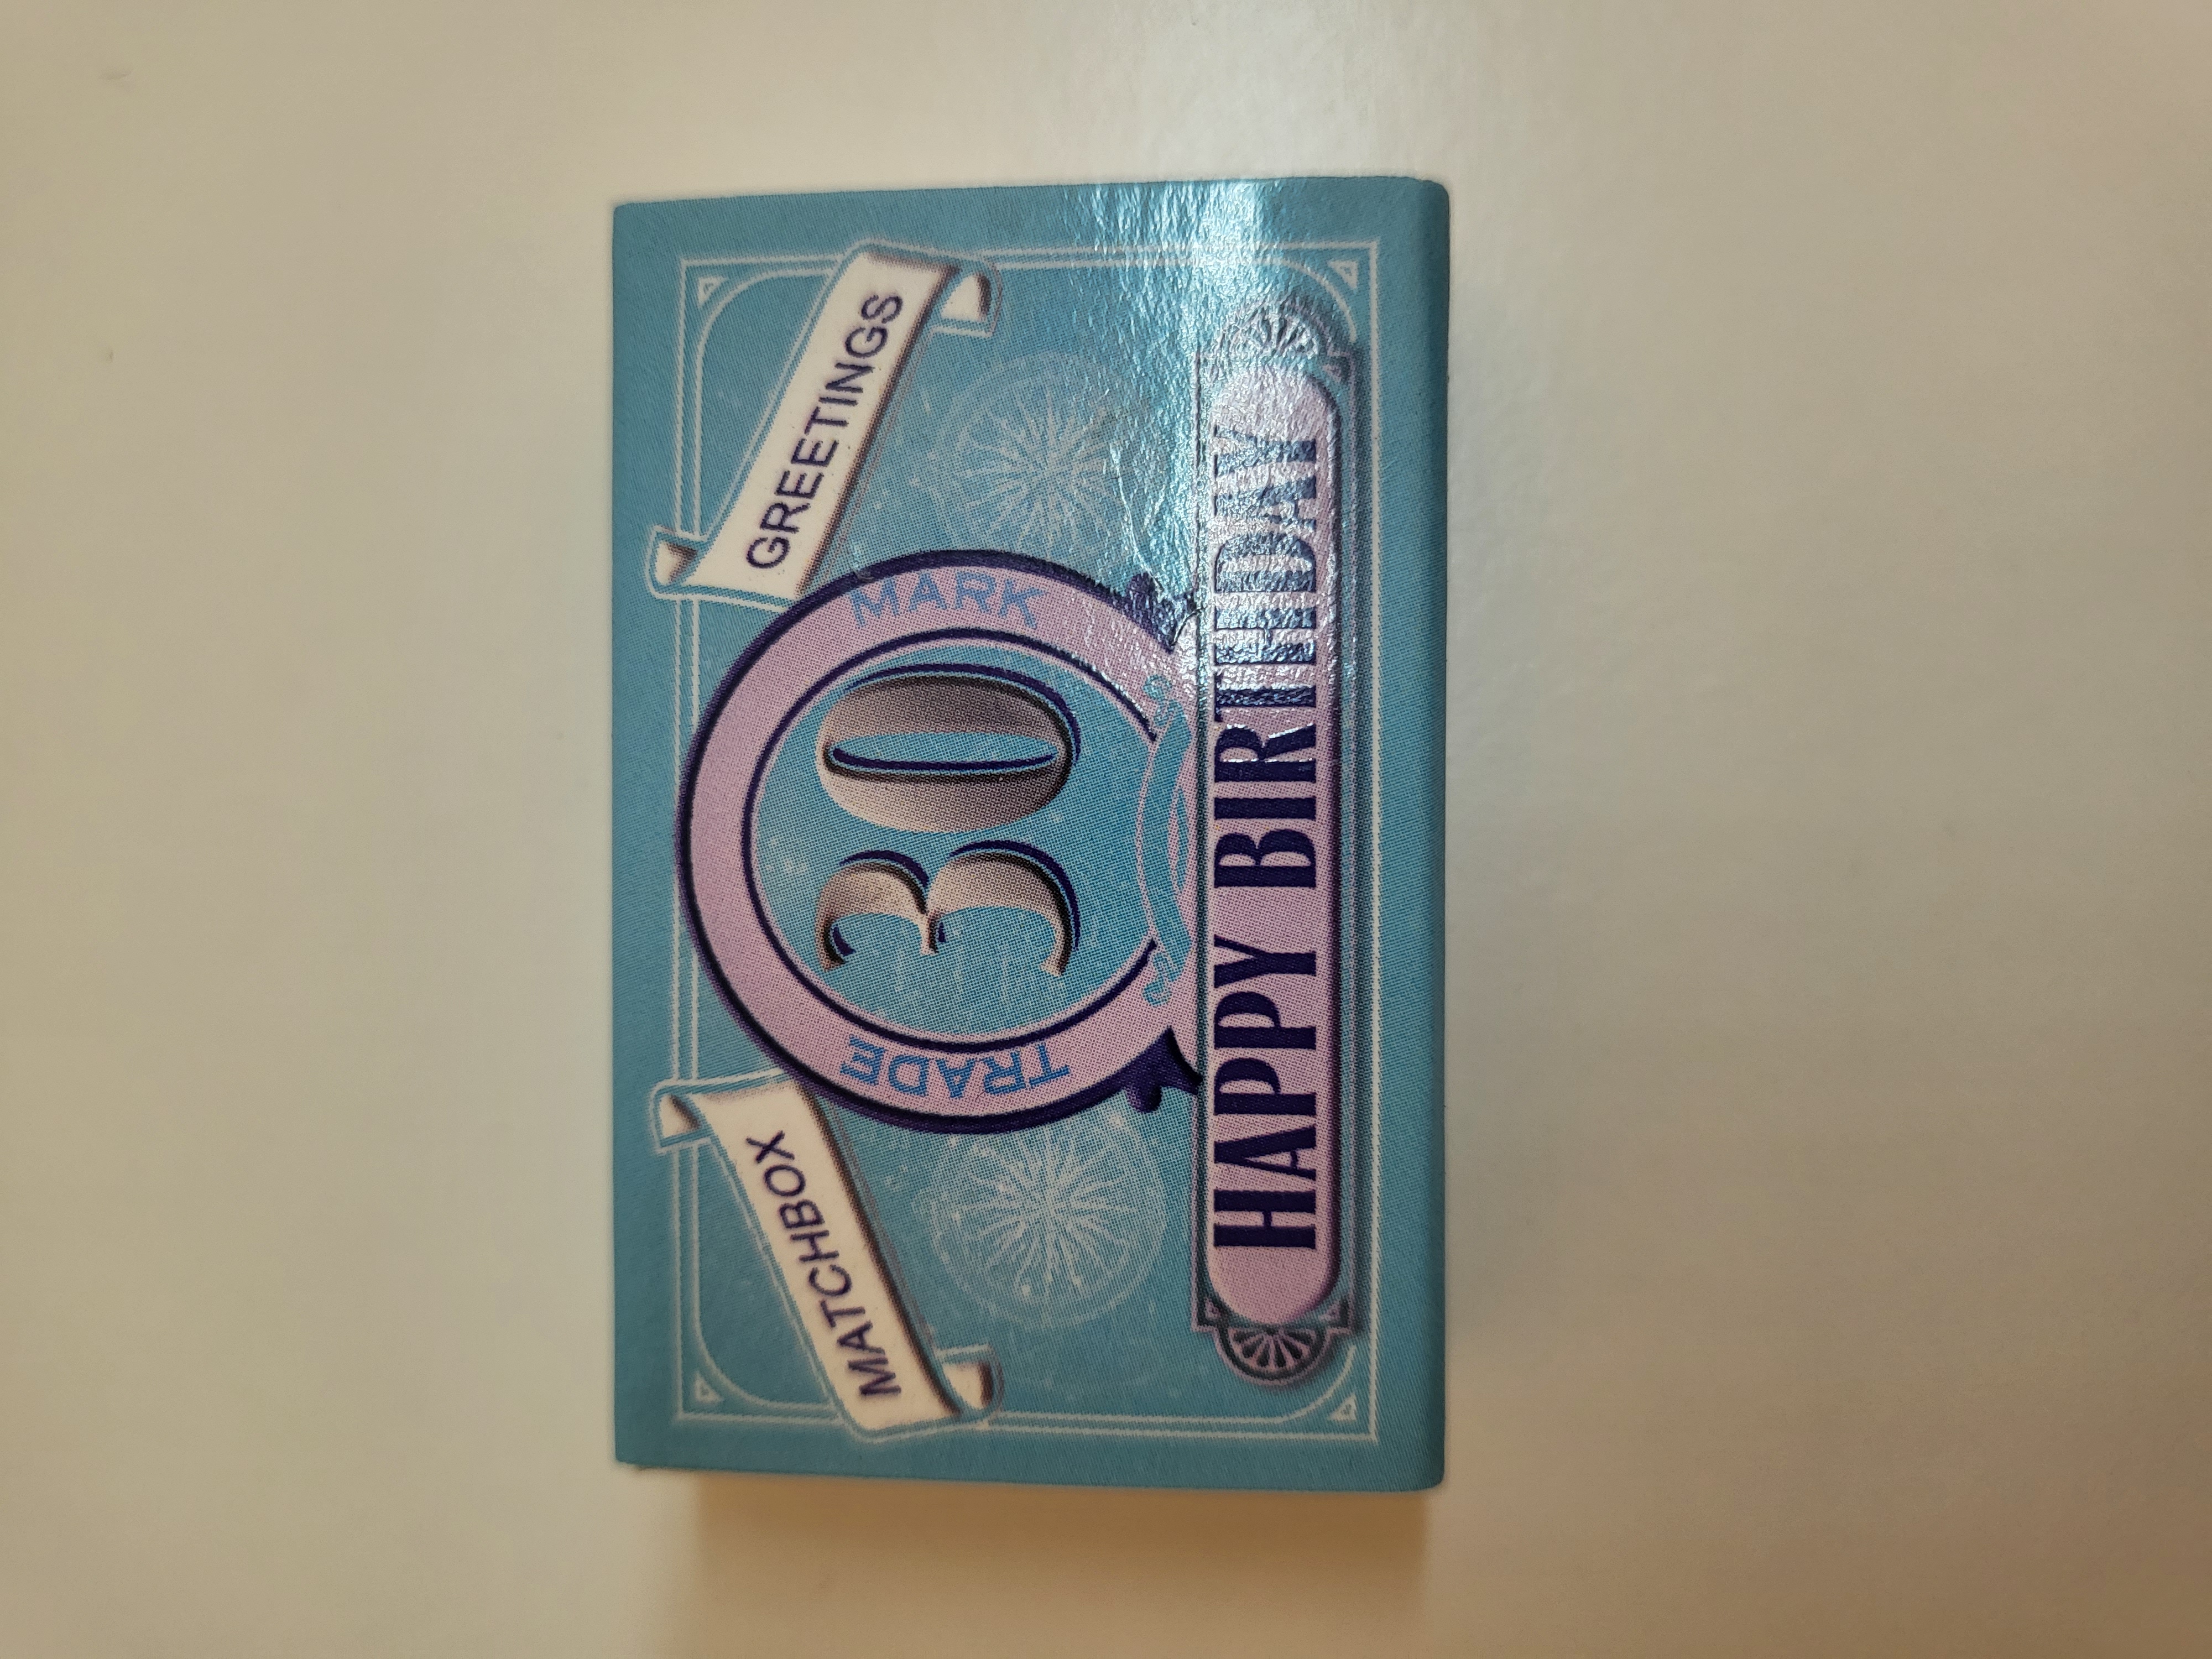 MATCHBOX GREETINGS
TRADE MARK
30
HAPPY BIRTHDAY